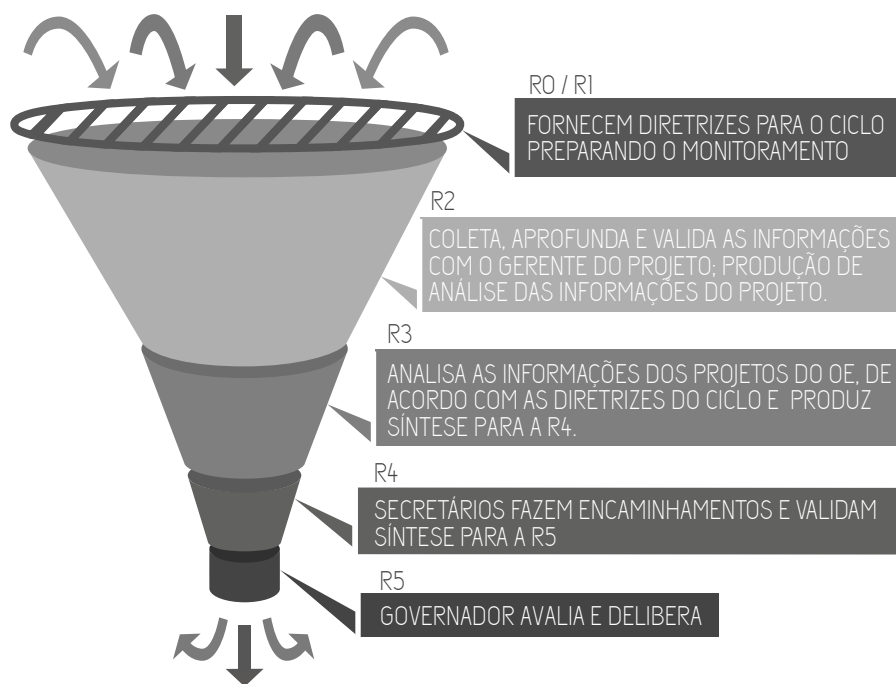 R0 / R1
FORNECEM DIRETRIZES PARA O CICLO
PREPARANDO O MONITORAMENTO
R2
COLETA, APROFUNDA E VALIDA AS INFORMAÇÕES
COM O GERENTE DO PROJETO; PRODUÇÃO DE
ANÁLISE DAS INFORMAÇÕES DO PROJETO.
R3
ANALISA AS INFORMAÇÕES DOS PROJETOS DO OE, DE
ACORDO COM AS DIRETRIZES DO CICLO E PRODUZ
SÍNTESE PARA A R4.
R4
SECRETÁRIOS FAZEM ENCAMINHAMENTOS E VALIDAM
SÍNTESE PARA A R5
R5
GOVERNADOR AVALIA E DELIBERA